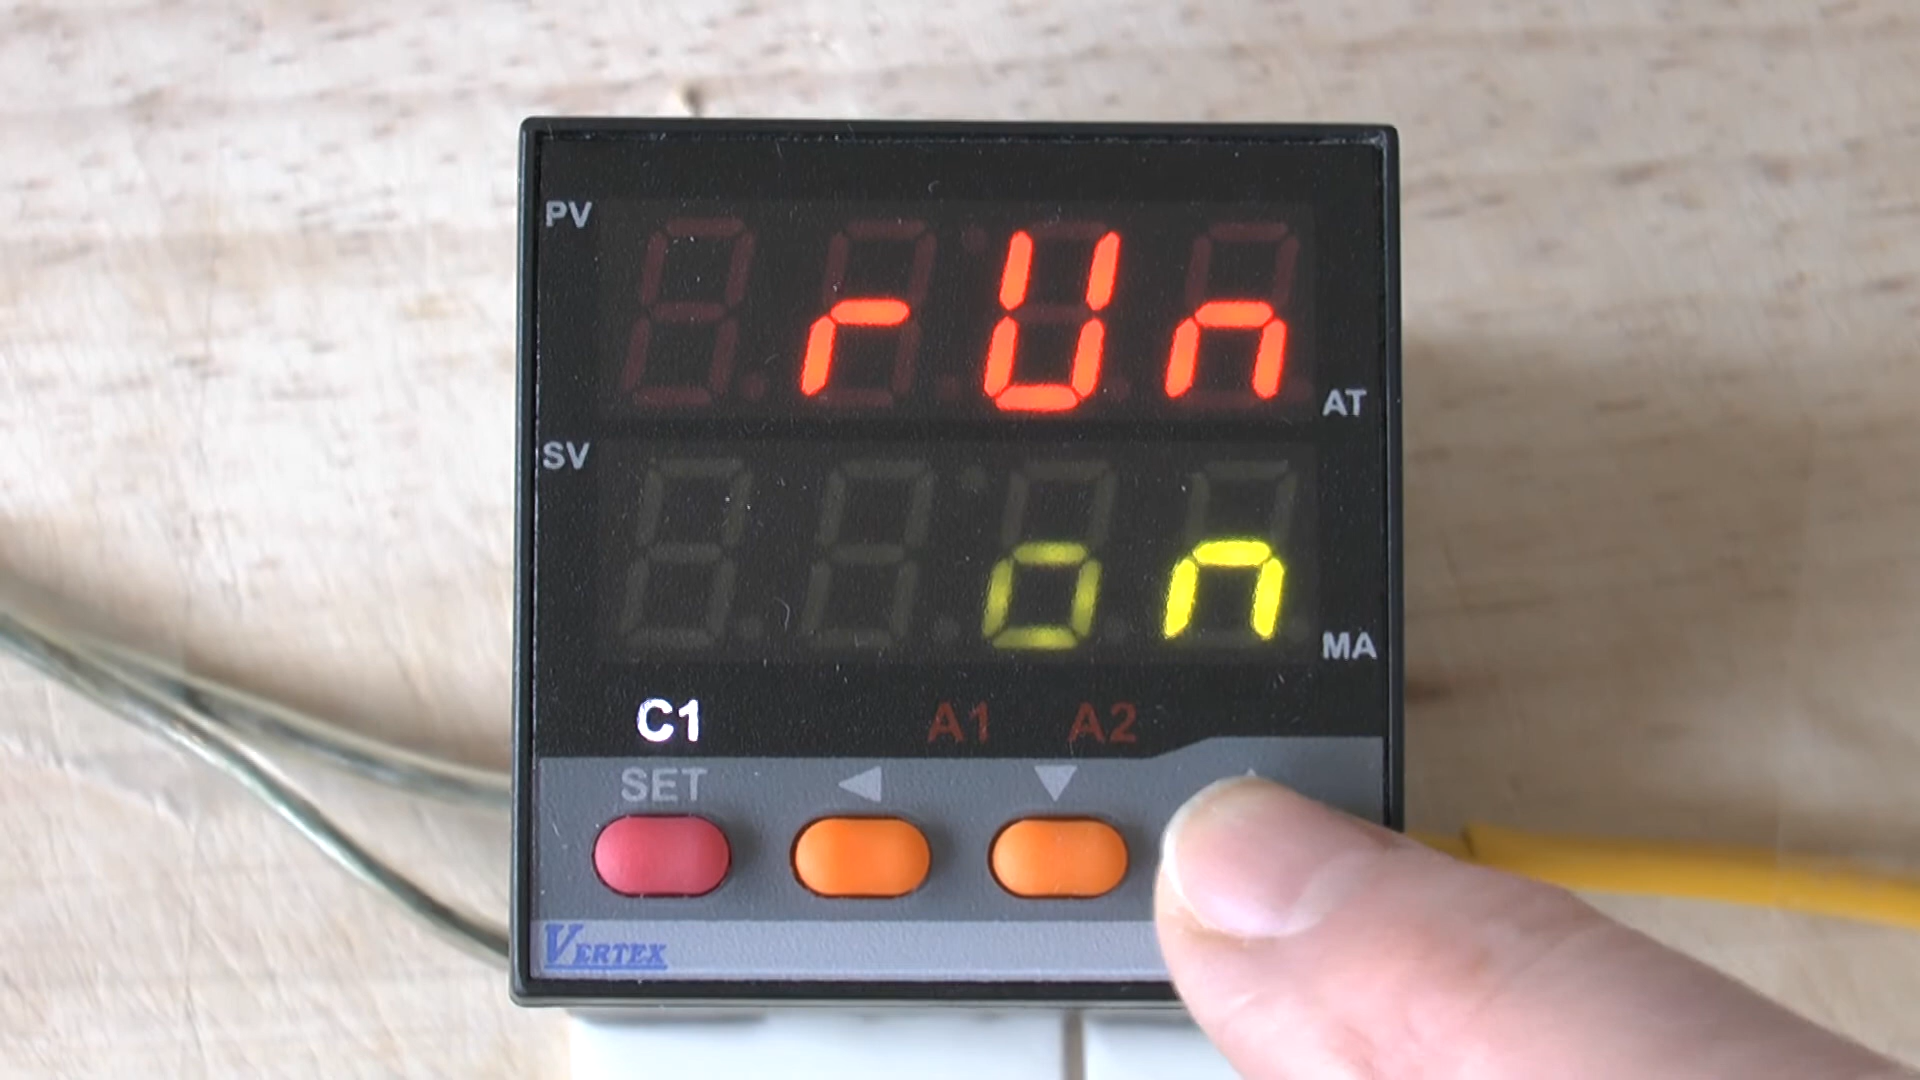 PV
rUn
AT
SV
on
MA
C1 A1 A2
SET
VERTEX